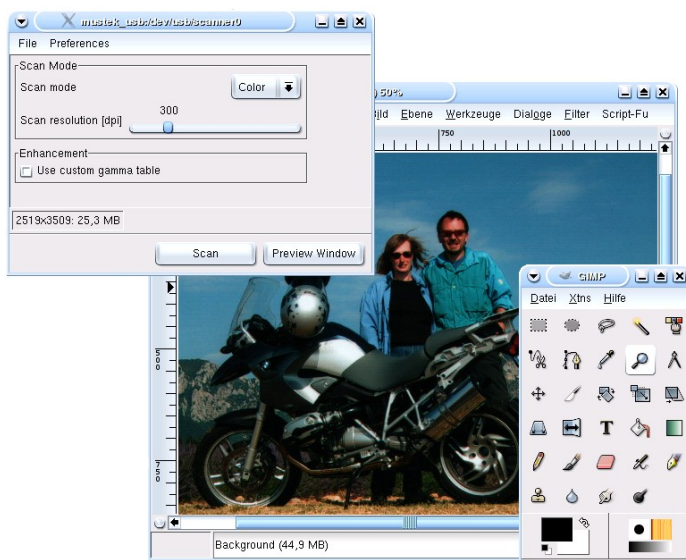 mustek_usb:/dev/usb/scanner0
File Preferences
Scan Mode
Scan mode Color
300
Scan resolution [dpi]
Enhancement
Use custom gamma table
2519x3509: 25,3 MB
Scan Preview Window
50%
Ebene Werkzeuge Dialoge Filter Script-Fu
750 1000
500
750
Background (44,9 MB)
GIMP
Datei Xtns Hilfe